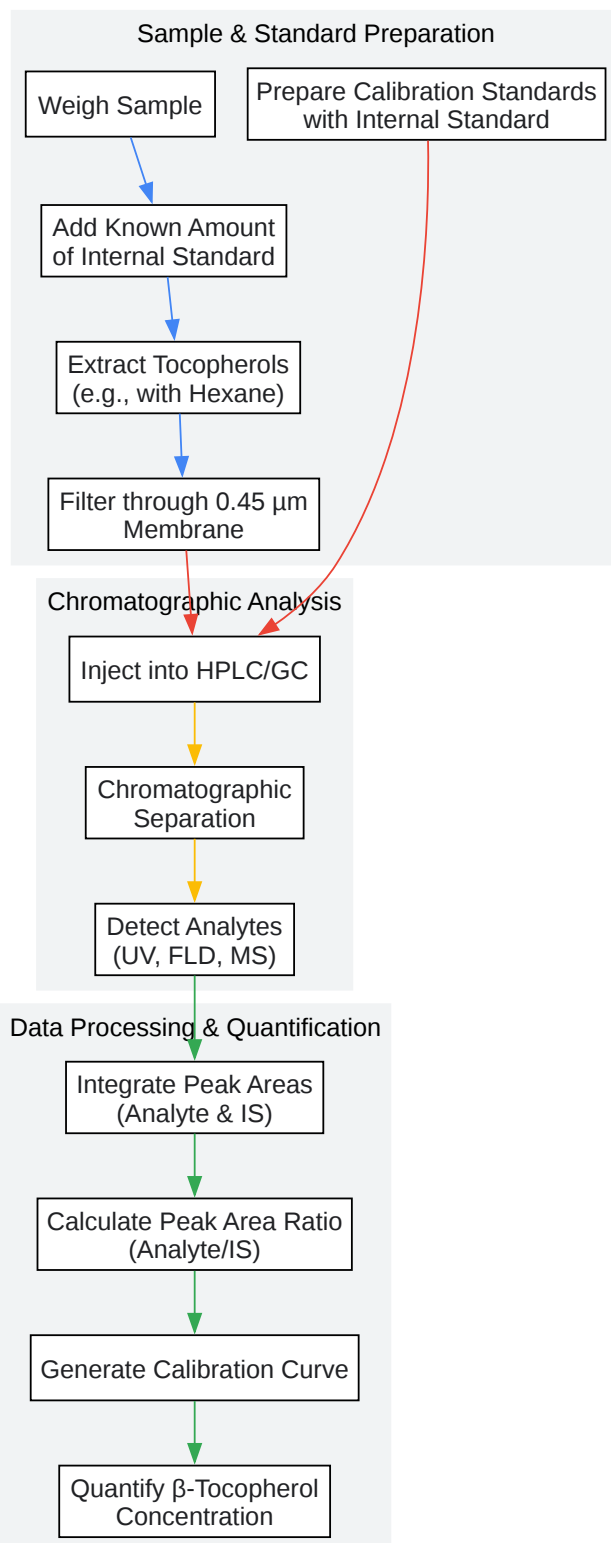 Sample & Standard Preparation
Weigh Sample
Prepare Calibration Standards
with Internal Standard
Add Known Amount
of Internal Standard
Extract Tocopherols
(e.g., with Hexane)
Filter through 0.45 µm
Membrane
Chromatographic Analysis
Inject into HPLC/GC
Chromatographic
Separation
Detect Analytes
(UV, FLD, MS)
Data Processing & Quantification
Integrate Peak Areas
(Analyte & IS)
Calculate Peak Area Ratio
(Analyte/IS)
Generate Calibration Curve
Quantify β-Tocopherol
Concentration